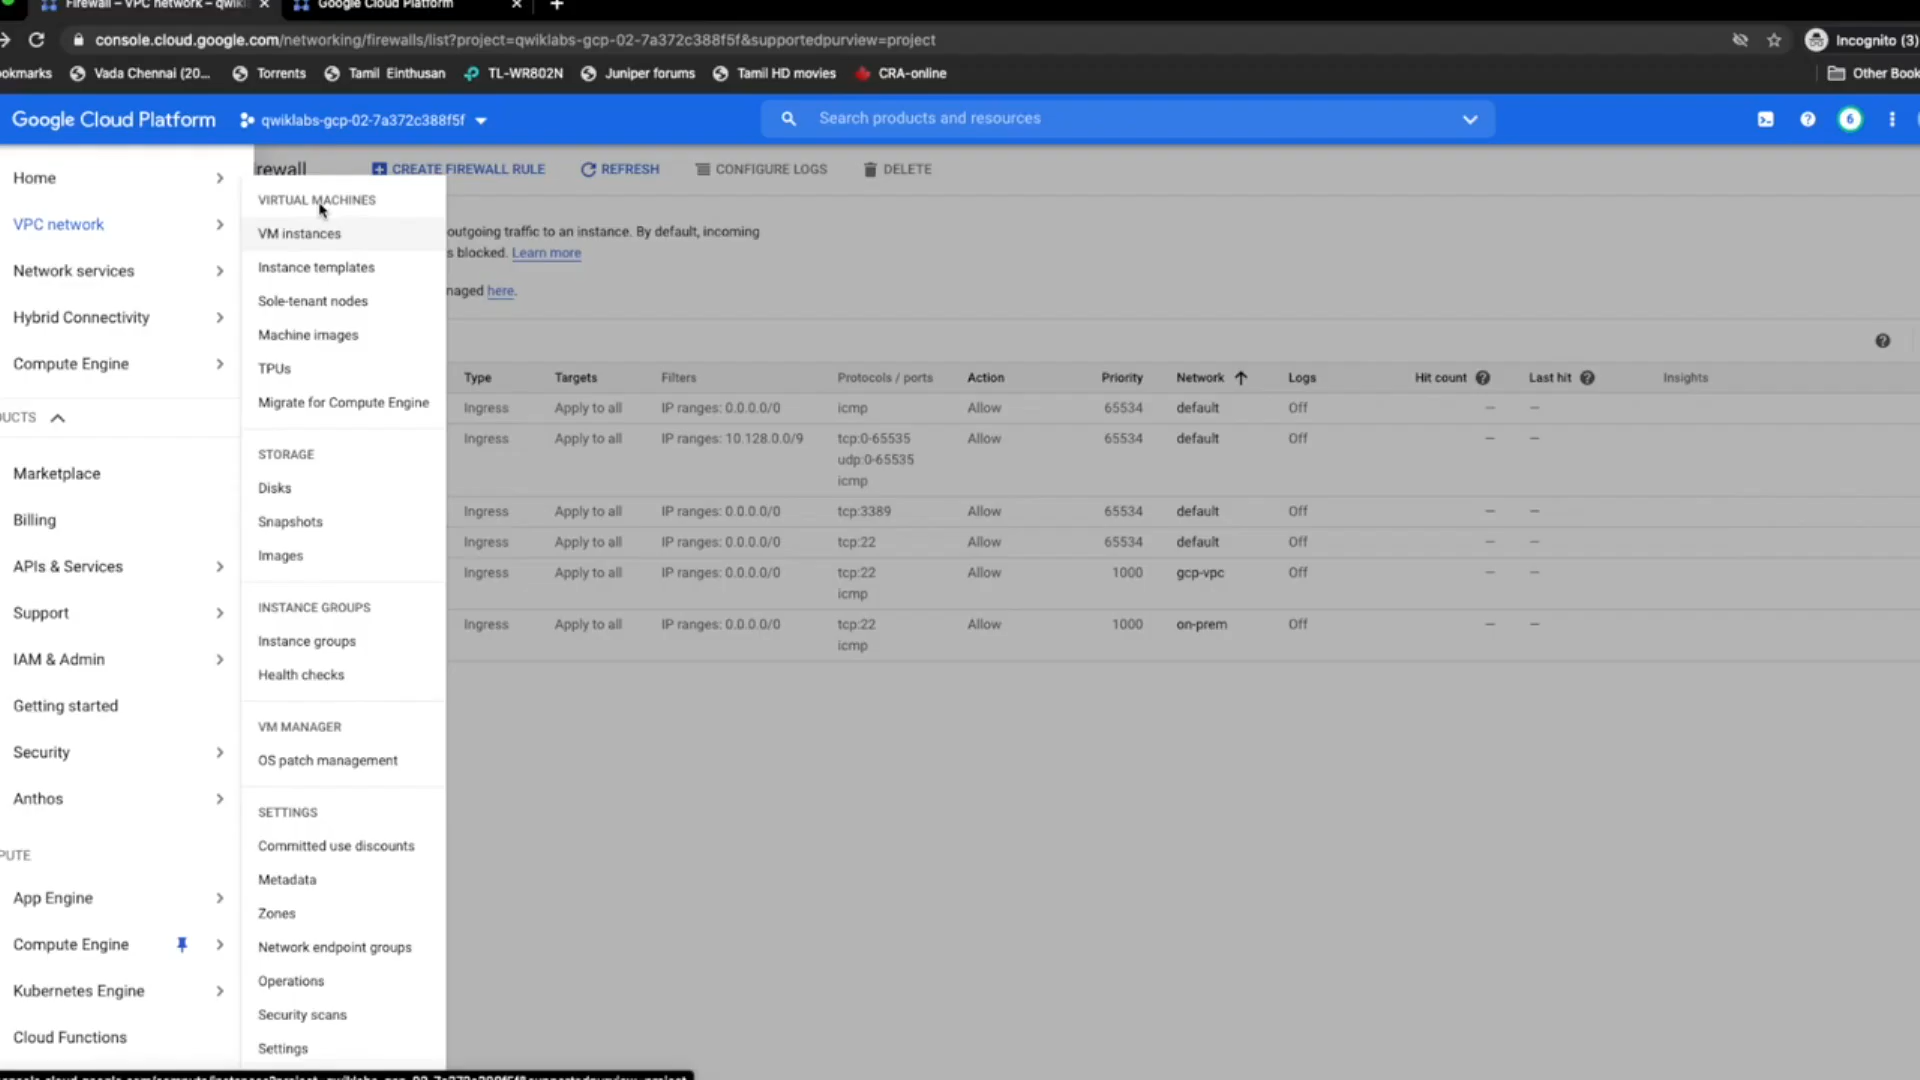 Firewall – VPC network – qwik
Google Cloud Platform
console.cloud.google.com/networking/firewalls/list?project=qwiklabs-gcp-02-7a372c388f5f&supportedpurview=project
Incognito (3)
ookmarks
Vada Chennai (20...
Torrents
Tamil Einthusan
TL-WR802N
Juniper forums
Tamil HD movies
CRA-online
Other Book
Google Cloud Platform
qwiklabs-gcp-02-7a372c388f5f
Search products and resources
6
Home
VPC network
Network services
Hybrid Connectivity
Compute Engine
DUCTS
Marketplace
Billing
APIs & Services
Support
IAM & Admin
Getting started
Security
Anthos
PUTE
App Engine
Compute Engine
Kubernetes Engine
Cloud Functions
VIRTUAL MACHINES
VM instances
Instance templates
Sole-tenant nodes
Machine images
TPUs
Migrate for Compute Engine
STORAGE
Disks
Snapshots
Images
INSTANCE GROUPS
Instance groups
Health checks
VM MANAGER
OS patch management
SETTINGS
Committed use discounts
Metadata
Zones
Network endpoint groups
Operations
Security scans
Settings
rewall
CREATE FIREWALL RULE
REFRESH
CONFIGURE LOGS
DELETE
outgoing traffic to an instance. By default, incoming
s blocked. Learn more
naged here.
Type Targets Filters Protocols / ports Action Priority Network Logs Hit count Last hit Insights
Ingress Apply to all IP ranges: 0.0.0.0/0 icmp Allow 65534 default Off — —
Ingress Apply to all IP ranges: 10.128.0.0/9 tcp:0-65535 Allow 65534 default Off — —
udp:0-65535
icmp
Ingress Apply to all IP ranges: 0.0.0.0/0 tcp:3389 Allow 65534 default Off — —
Ingress Apply to all IP ranges: 0.0.0.0/0 tcp:22 Allow 65534 default Off — —
Ingress Apply to all IP ranges: 0.0.0.0/0 tcp:22 Allow 1000 gcp-vpc Off — —
icmp
Ingress Apply to all IP ranges: 0.0.0.0/0 tcp:22 Allow 1000 on-prem Off — —
icmp